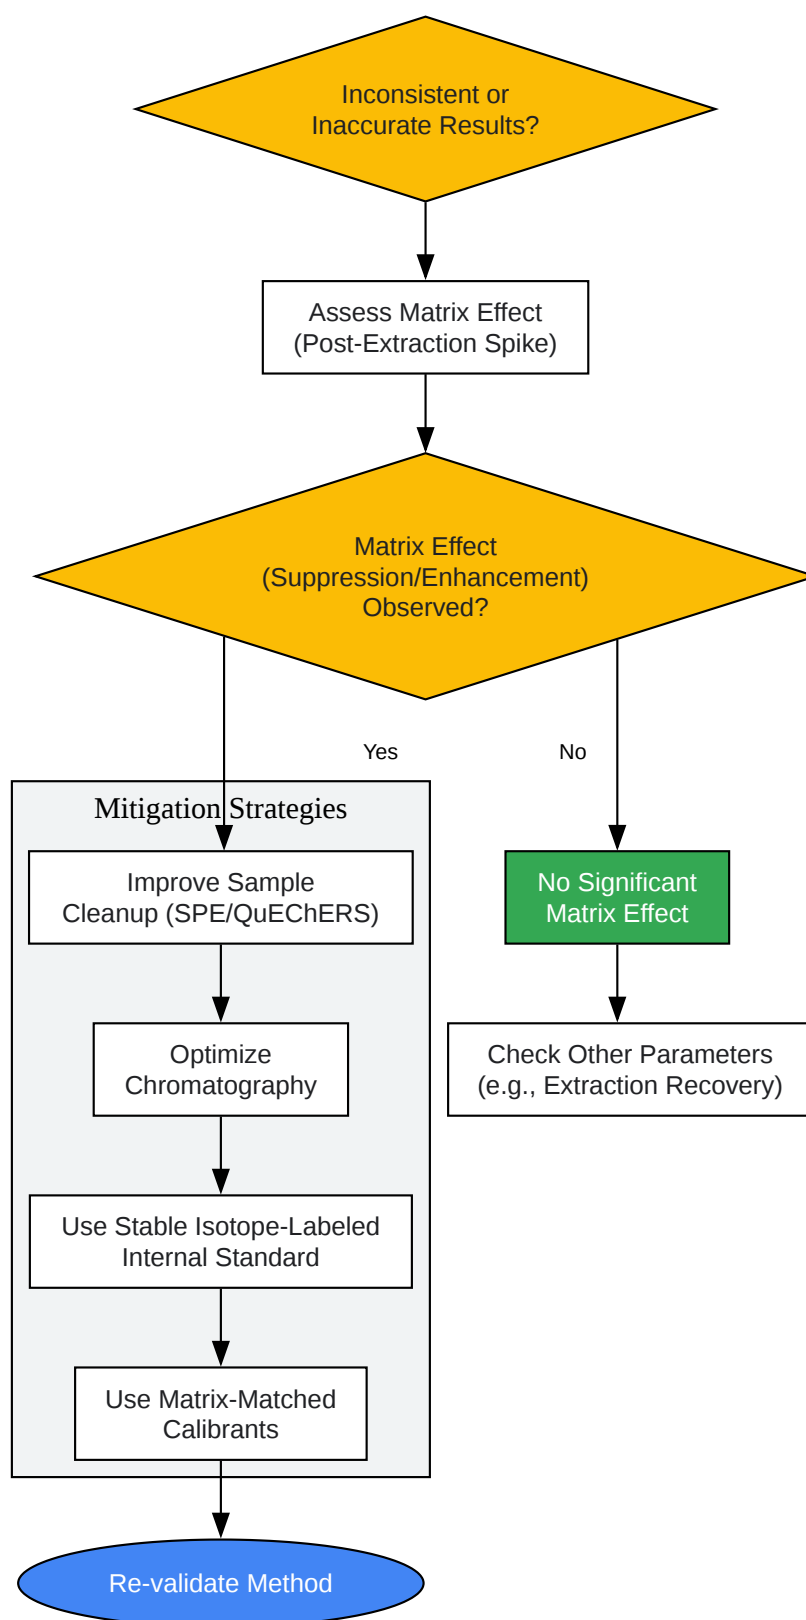 Inconsistent or
Inaccurate Results?
Assess Matrix Effect
(Post-Extraction Spike)
Matrix Effect
(Suppression/Enhancement)
Observed?
Yes
No
Mitigation Strategies
Improve Sample
Cleanup (SPE/QuEChERS)
No Significant
Matrix Effect
Optimize
Chromatography
Check Other Parameters
(e.g., Extraction Recovery)
Use Stable Isotope-Labeled
Internal Standard
Use Matrix-Matched
Calibrants
Re-validate Method